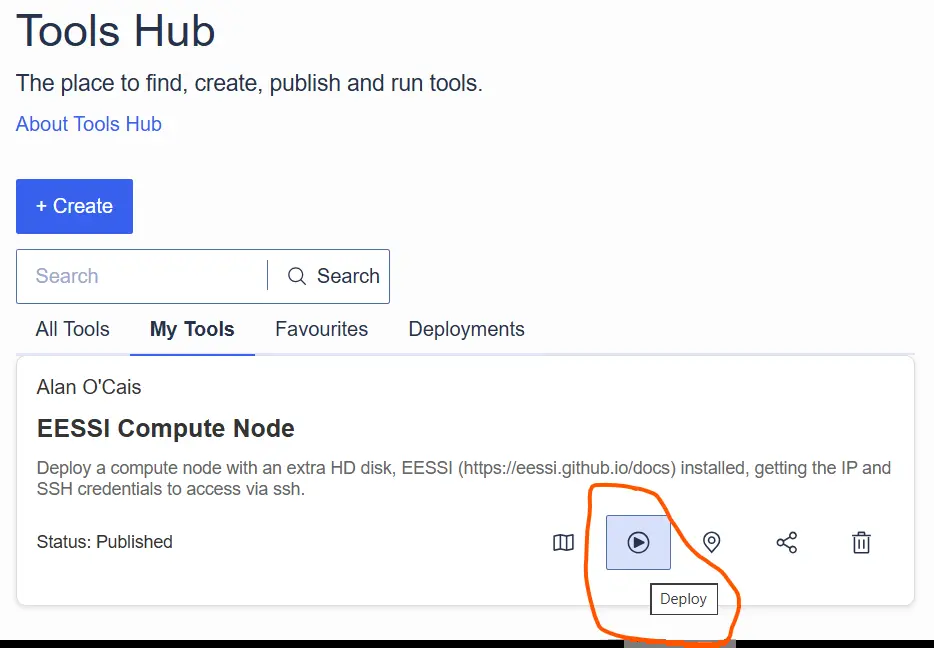 Tools Hub
The place to find, create, publish and run tools.
About Tools Hub
+ Create
Search
Search
All Tools
My Tools
Favourites
Deployments
Alan O'Cais
EESSI Compute Node
Deploy a compute node with an extra HD disk, EESSI (https://eessi.github.io/docs) installed, getting the IP and
SSH credentials to access via ssh.
Status: Published
Deploy